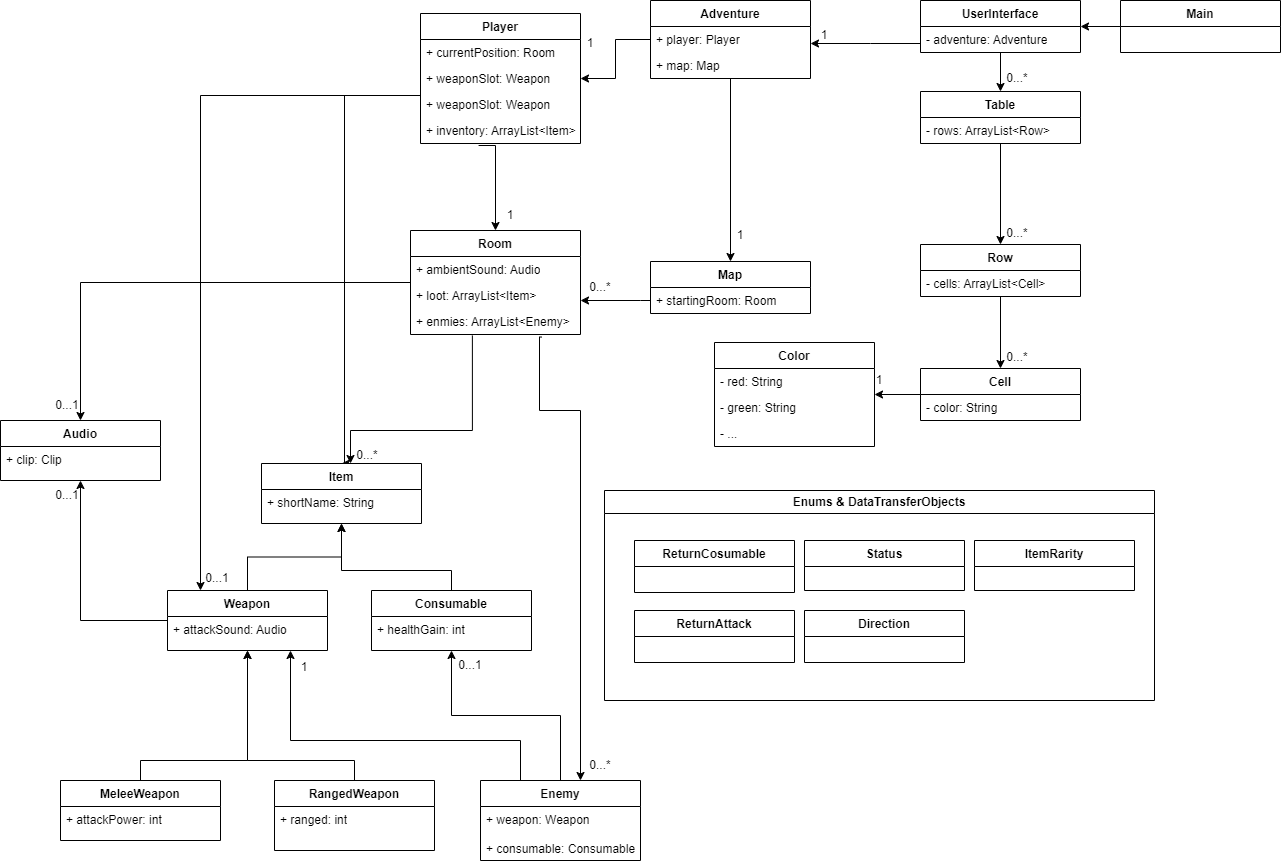 Player
+ currentPosition: Room
+ weaponSlot: Weapon
+ weaponSlot: Weapon
+ inventory: ArrayList<Item>
1
Adventure
+ player: Player
+ map: Map
1
UserInterface
- adventure: Adventure
Main
0...*
Table
- rows: ArrayList<Row>
1
Room
+ ambientSound: Audio
+ loot: ArrayList<Item>
+ enmies: ArrayList<Enemy>
0...*
1
Map
+ startingRoom: Room
0...*
Row
- cells: ArrayList<Cell>
Color
- red: String
- green: String
- ...
1
0...*
Cell
- color: String
0...1
Audio
+ clip: Clip
0...1
0...*
Item
+ shortName: String
Enums & DataTransferObjects
ReturnCosumable
Status
ItemRarity
ReturnAttack
Direction
0...1
Weapon
+ attackSound: Audio
1
Consumable
+ healthGain: int
0...1
MeleeWeapon
+ attackPower: int
RangedWeapon
+ ranged: int
0...*
Enemy
+ weapon: Weapon
+ consumable: Consumable